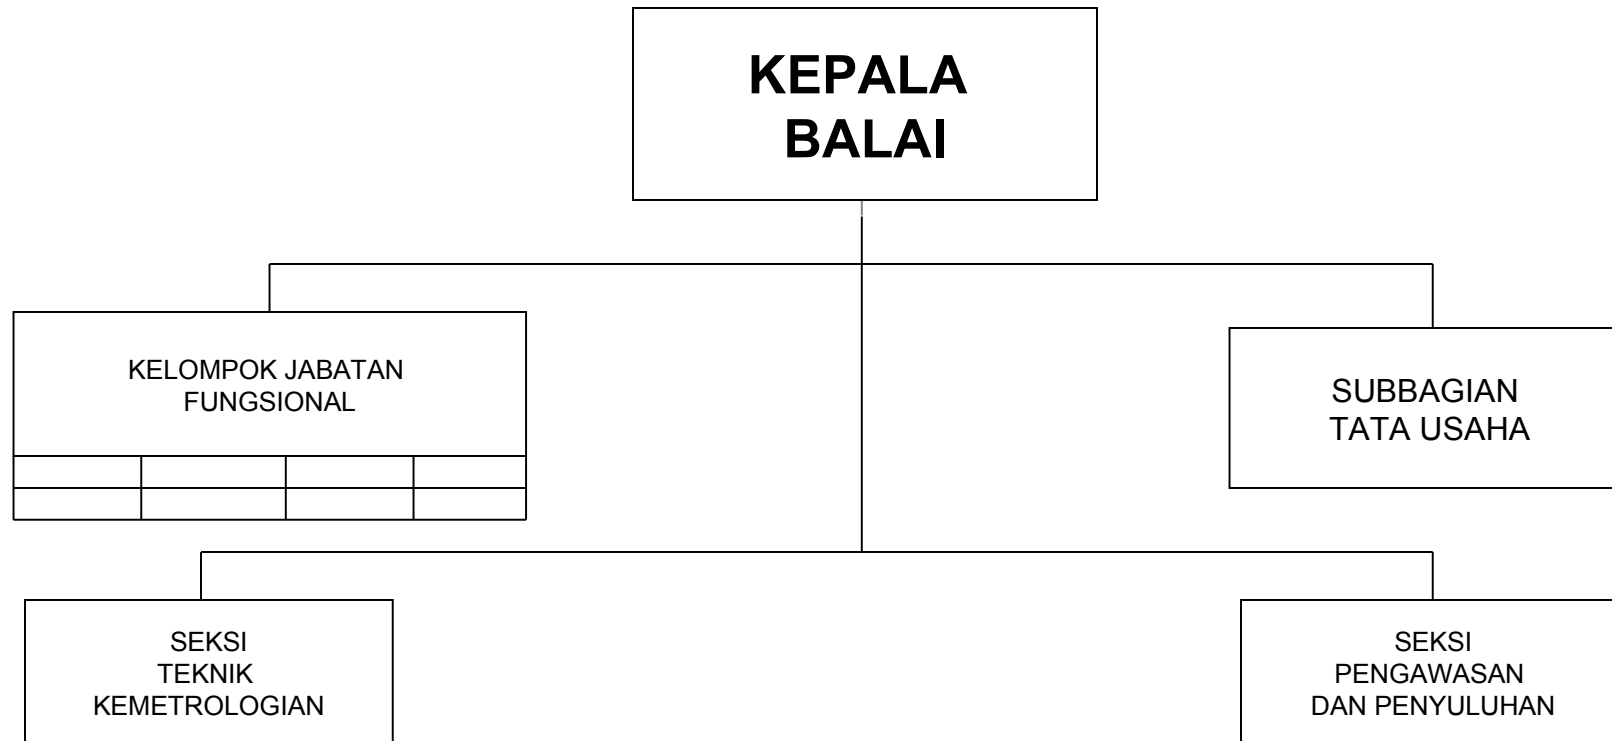 KEPALA
BALAI
KELOMPOK JABATAN
FUNGSIONAL
SUBBAGIAN
TATA USAHA
SEKSI
TEKNIK
KEMETROLOGIAN
SEKSI
PENGAWASAN
DAN PENYULUHAN